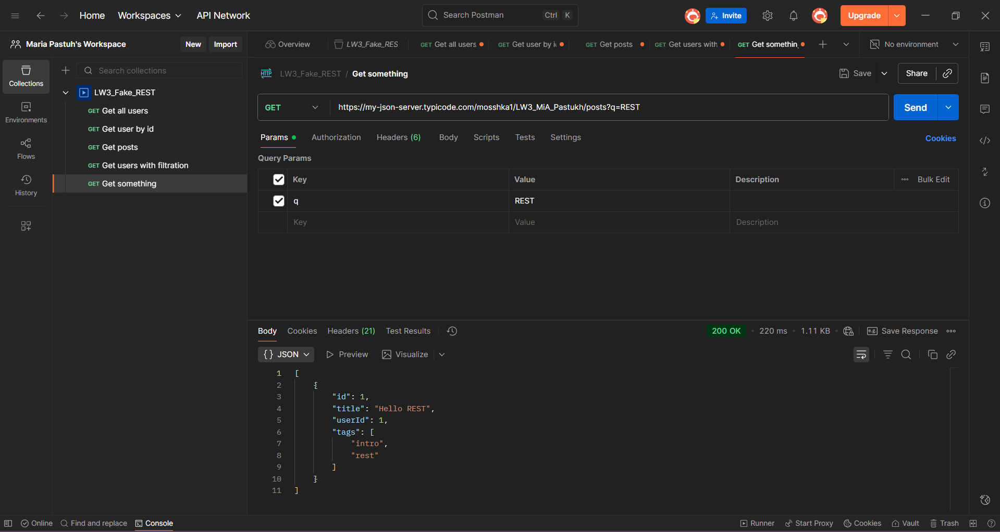 Home Workspaces API Network Search Postman Ctrl K Invite Upgrade
Maria Pastuh's Workspace New Import Overview LW3_Fake_RES GET Get all users GET Get user by i GET Get posts GET Get users with GET Get somethin No environment
Collections
Search collections
HTTP LW3_Fake_REST / Get something Save Share
LW3_Fake_REST
GET Get all users
GET Get user by id
GET Get posts
GET Get users with filtration
GET Get something
Environments
Flows
History
GET https://my-json-server.typicode.com/mosshka1/LW3_MiA_Pastukh/posts?q=REST Send
Params Authorization Headers (6) Body Scripts Tests Settings Cookies
Query Params
Key Value Description Bulk Edit
q REST
Key Value Description
Body Cookies Headers (21) Test Results 200 OK 220 ms 1.11 KB e.g. Save Response
{} JSON Preview Visualize
1 [
2 {
3 "id": 1,
4 "title": "Hello REST",
5 "userId": 1,
6 "tags": [
7 "intro",
8 "rest"
9 ]
10 }
11 ]
Online Find and replace Console Runner Start Proxy Cookies Vault Trash